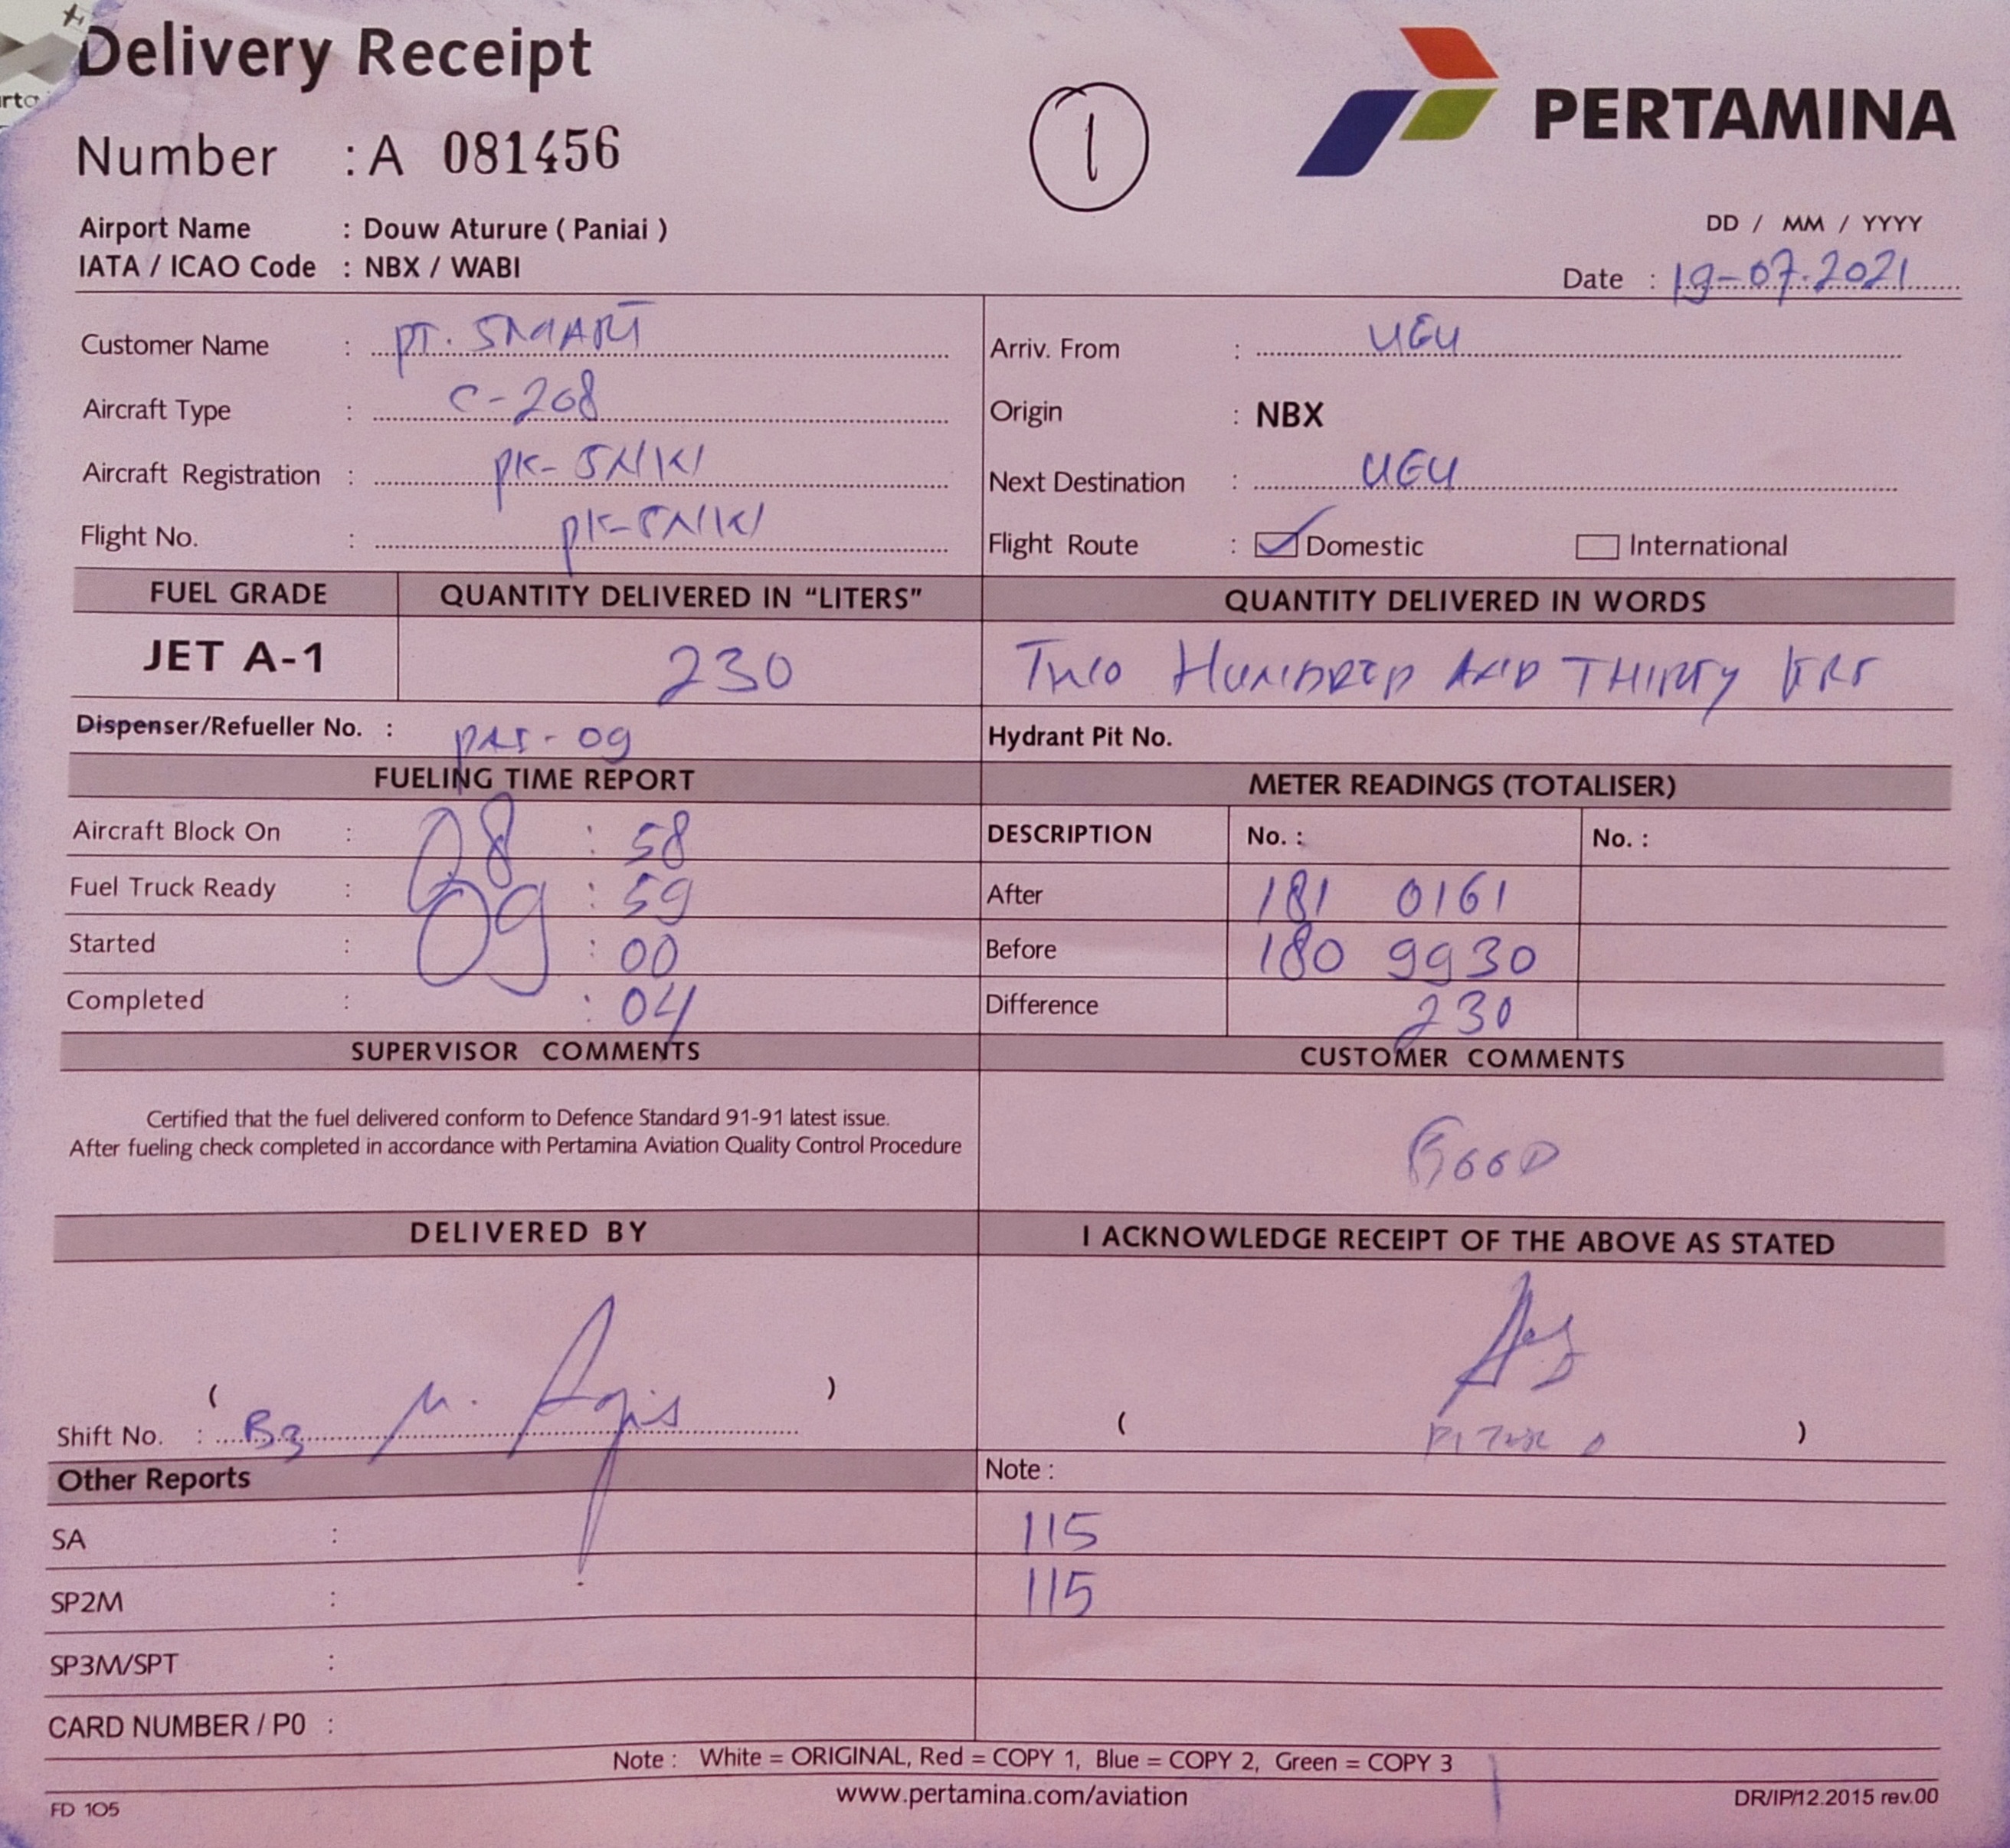 Delivery Receipt
PERTAMINA
1
Number : A 081456
Airport Name : Douw Aturure ( Paniai )
IATA / ICAO Code : NBX / WABI
DD / MM / YYYY
Date : 19-07.2021
Customer Name : PT. SMART
Arriv. From : UGU
Aircraft Type : C-208
Origin : NBX
Aircraft Registration : PK-SNK
Next Destination : UGU
Flight No. : PK-SNK
Flight Route : Domestic International
FUEL GRADE QUANTITY DELIVERED IN "LITERS" QUANTITY DELIVERED IN WORDS
JET A-1 230 TWO HUNDRED AND THIRTY
Dispenser/Refueller No. : PAI-09 Hydrant Pit No.
FUELING TIME REPORT METER READINGS (TOTALISER)
Aircraft Block On : 08 : 58 DESCRIPTION No. : No. :
Fuel Truck Ready : : 59 After 181 0161
Started : 09 : 00 Before 180 9930
Completed : : 04 Difference 230
SUPERVISOR COMMENTS CUSTOMER COMMENTS
Certified that the fuel delivered conform to Defence Standard 91-91 latest issue.
After fueling check completed in accordance with Pertamina Aviation Quality Control Procedure
GOOD
DELIVERED BY I ACKNOWLEDGE RECEIPT OF THE ABOVE AS STATED
( )
Shift No. : B3 M. Agis
( )
Other Reports Note :
SA : 115
SP2M : 115
SP3M/SPT :
CARD NUMBER / P0 :
Note : White = ORIGINAL, Red = COPY 1, Blue = COPY 2, Green = COPY 3
www.pertamina.com/aviation
FD 105 DR/IP/12.2015 rev.00